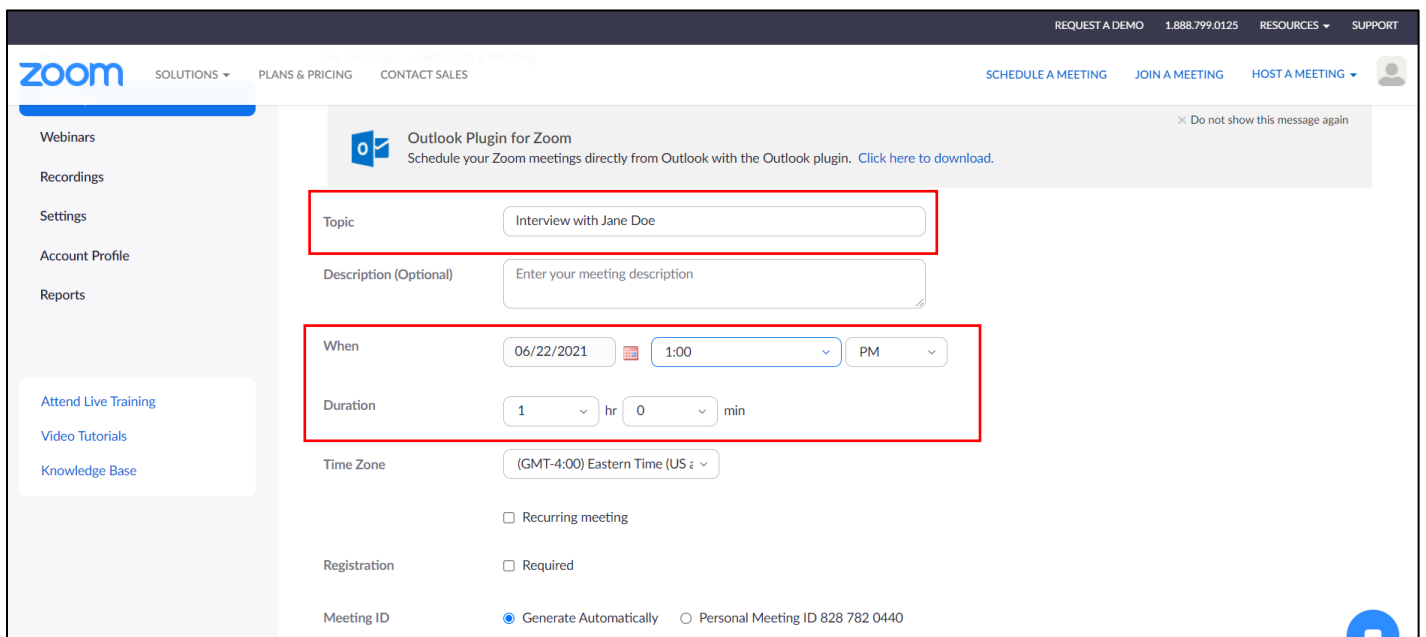 REQUEST A DEMO 1.888.799.0125 RESOURCES SUPPORT
zoom SOLUTIONS PLANS & PRICING CONTACT SALES SCHEDULE A MEETING JOIN A MEETING HOST A MEETING
Webinars
Recordings
Settings
Account Profile
Reports
Attend Live Training
Video Tutorials
Knowledge Base
Do not show this message again
Outlook Plugin for Zoom
Schedule your Zoom meetings directly from Outlook with the Outlook plugin. Click here to download.
Topic Interview with Jane Doe
Description (Optional) Enter your meeting description
When 06/22/2021 1:00 PM
Duration 1 hr 0 min
Time Zone (GMT-4:00) Eastern Time (US
Recurring meeting
Registration Required
Meeting ID Generate Automatically Personal Meeting ID 828 782 0440